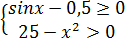 {sinx − 0,5 ≥ 0
25 − x² > 0